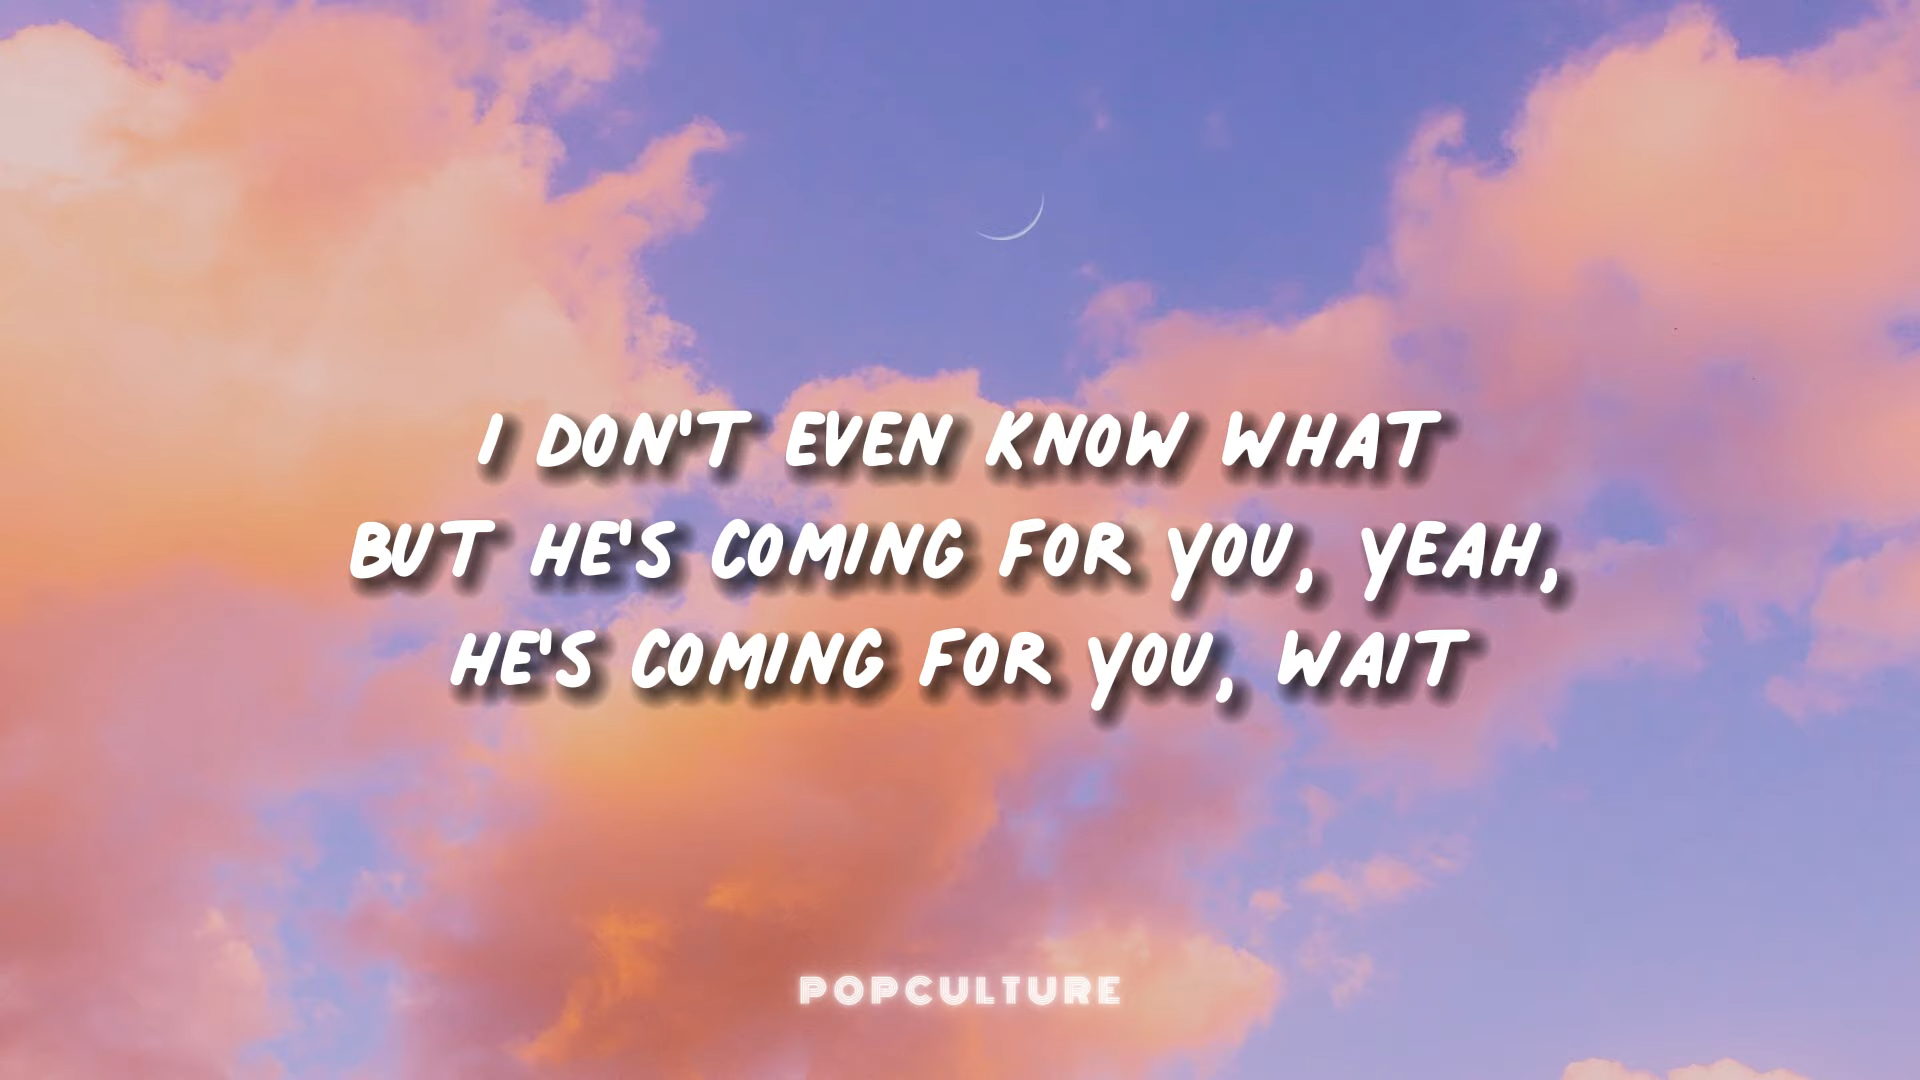 I DON'T EVEN KNOW WHAT
BUT HE'S COMING FOR YOU, YEAH,
HE'S COMING FOR YOU, WAIT
POPCULTURE